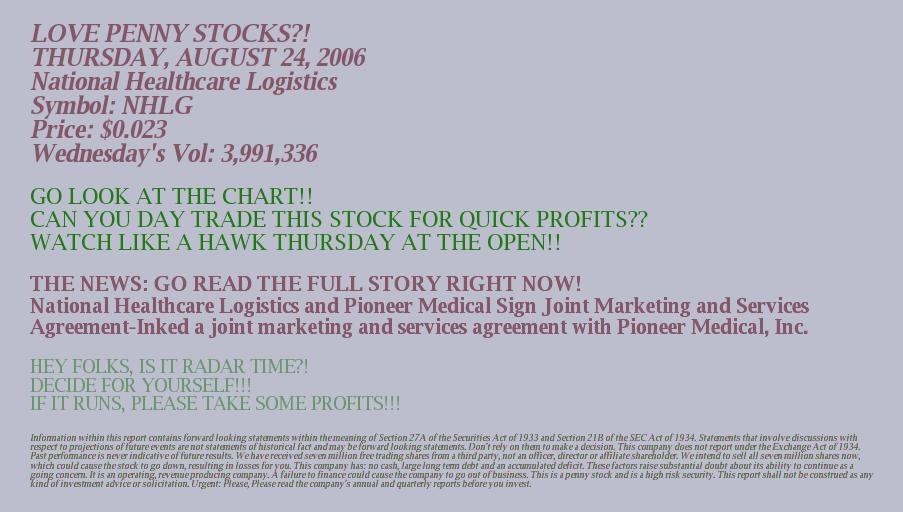 LOVE PENNY STOCKS?!
THURSDAY, AUGUST 24, 2006
National Healthcare Logistics
Symbol: NHLG
Price: $0.023
Wednesday's Vol: 3,991,336
GO LOOK AT THE CHART!!
CAN YOU DAY TRADE THIS STOCK FOR QUICK PROFITS??
WATCH LIKE A HAWK THURSDAY AT THE OPEN!!
THE NEWS: GO READ THE FULL STORY RIGHT NOW!
National Healthcare Logistics and Pioneer Medical Sign Joint Marketing and Services
Agreement-Inked a joint marketing and services agreement with Pioneer Medical, Inc.
HEY FOLKS, IS IT RADAR TIME?!
DECIDE FOR YOURSELF!!!
IF IT RUNS, PLEASE TAKE SOME PROFITS!!!
Information within this report contains forward looking statements within the meaning of Section 27A of the Securities Act of 1933 and Section 21B of the SEC Act of 1934. Statements that involve discussions with
respect to projections of future events are not statements of historical fact and may be forward looking statements. Don't rely on them to make a decision. This company does not report under the Exchange Act of 1934.
Past performance is never indicative of future results. We have received seven million free trading shares from a third party, not an officer, director or affiliate shareholder. We intend to sell all seven million shares now,
which could cause the stock to go down, resulting in losses for you. This company has: no cash, large long term debt and an accumulated deficit. These factors raise substantial doubt about its ability to continue as a
going concern. It is an operating, revenue producing company. A failure to finance could cause the company to go out of business. This is a penny stock and is a high risk security. This report shall not be construed as any
kind of investment advice or solicitation. Urgent: Please, Please read the company's annual and quarterly reports before you invest.